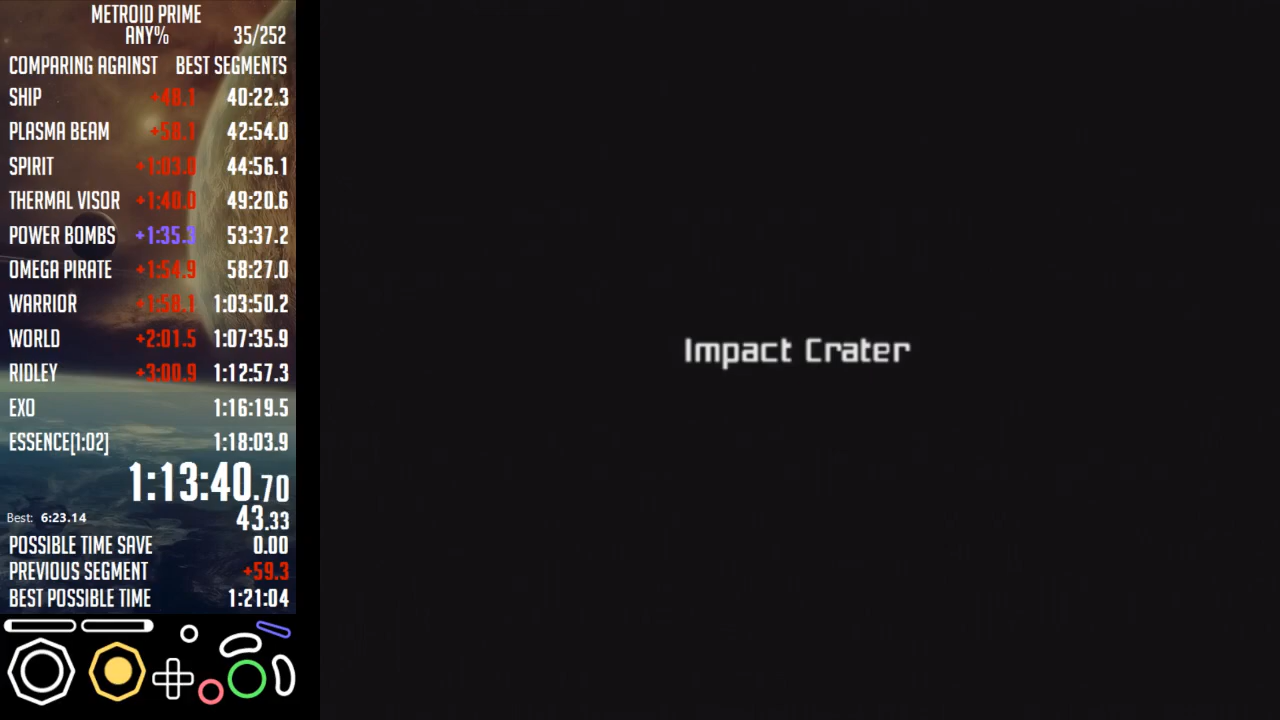 METROID PRIME
ANY% 35/252
COMPARING AGAINST BEST SEGMENTS
SHIP +48.1 40:22.3
PLASMA BEAM +58.1 42:54.0
SPIRIT +1:03.8 44:56.1
THERMAL VISOR +1:40.0 49:20.6
POWER BOMBS +1:35.3 53:37.2
OMEGA PIRATE +1:54.9 58:27.0
WARRIOR +1:58.1 1:03:50.2
WORLD +2:01.5 1:07:35.9
RIDLEY +3:00.9 1:12:57.3
EXO 1:16:19.5
ESSENCE[1:02] 1:18:03.9
1:13:40.70
Best: 6:23.14 43.33
POSSIBLE TIME SAVE 0.00
PREVIOUS SEGMENT +59.3
BEST POSSIBLE TIME 1:21:04
Impact Crater